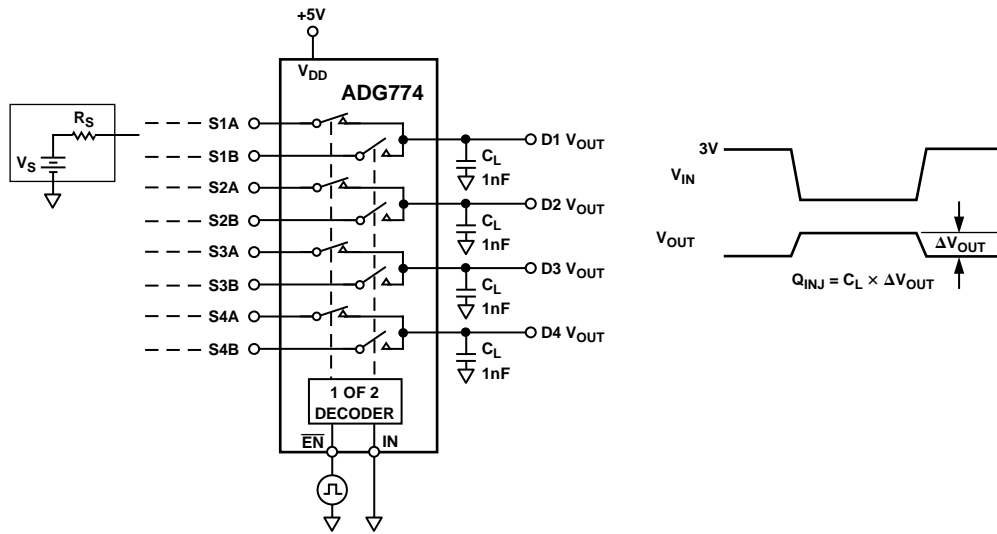 +5V
VDD
ADG774
RS
VS
S1A
S1B
S2A
S2B
S3A
S3B
S4A
S4B
D1 VOUT
CL
1nF
D2 VOUT
CL
1nF
D3 VOUT
CL
1nF
D4 VOUT
CL
1nF
1 OF 2
DECODER
EN
IN
3V
VIN
VOUT
ΔVOUT
QINJ = CL × ΔVOUT